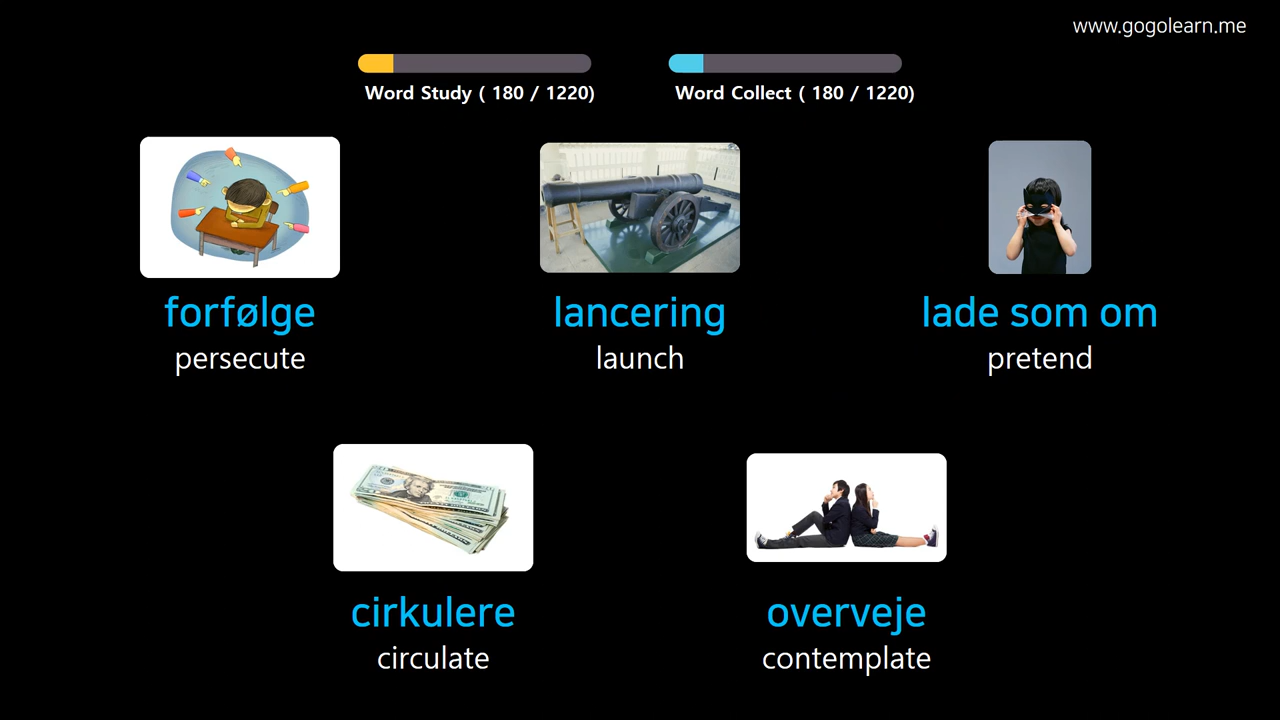 www.gogolearn.me
Word Study ( 180 / 1220)
Word Collect ( 180 / 1220)
forfølge
persecute
lancering
launch
lade som om
pretend
cirkulere
circulate
overveje
contemplate